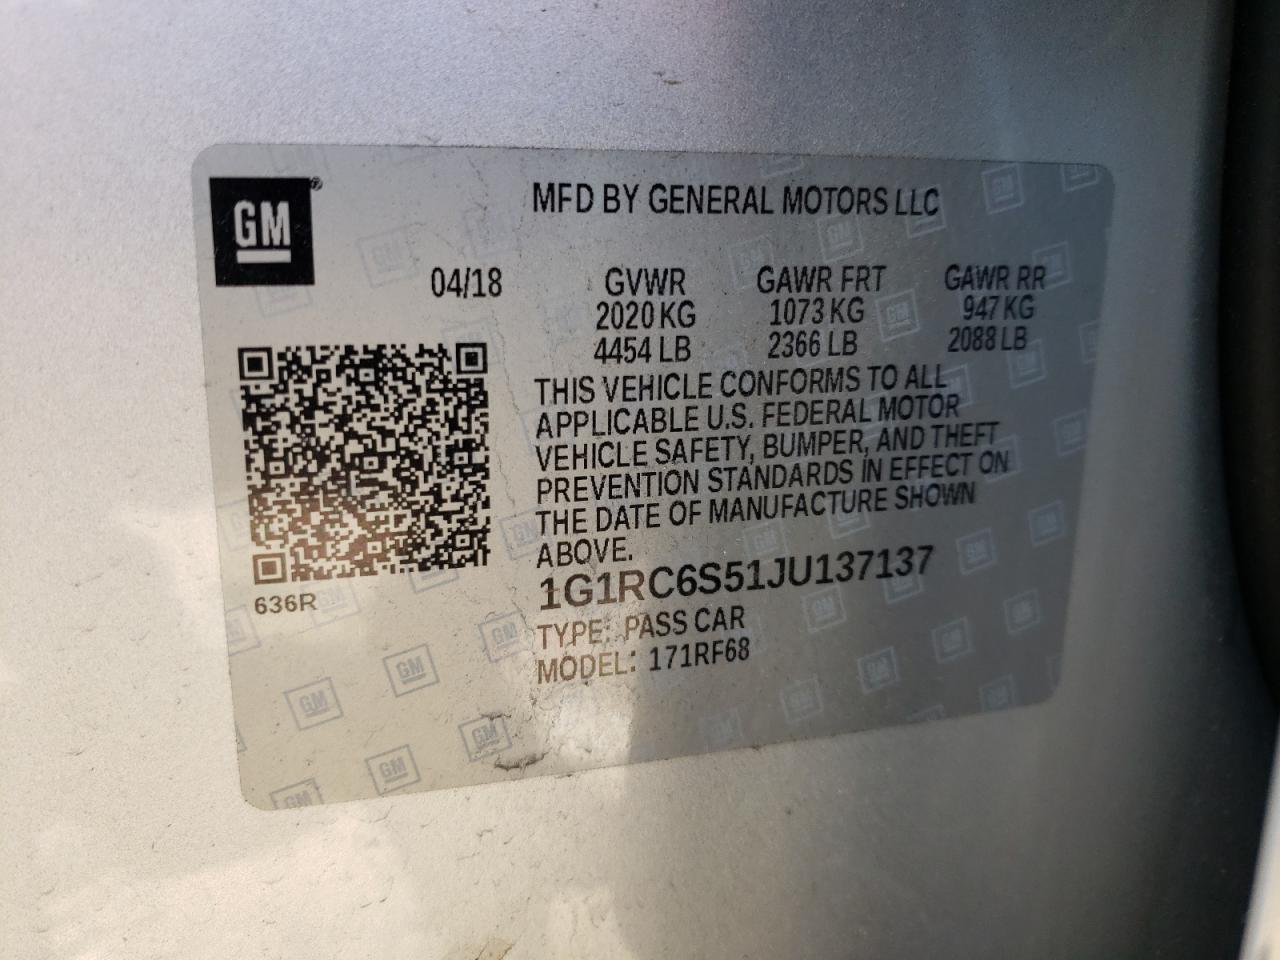 GM®
MFD BY GENERAL MOTORS LLC
04/18 GVWR GAWR FRT GAWR RR
2020 KG 1073 KG 947 KG
4454 LB 2366 LB 2088 LB
THIS VEHICLE CONFORMS TO ALL
APPLICABLE U.S. FEDERAL MOTOR
VEHICLE SAFETY, BUMPER, AND THEFT
PREVENTION STANDARDS IN EFFECT ON
THE DATE OF MANUFACTURE SHOWN
ABOVE.
1G1RC6S51JU137137
636R
TYPE: PASS CAR
MODEL: 171RF68